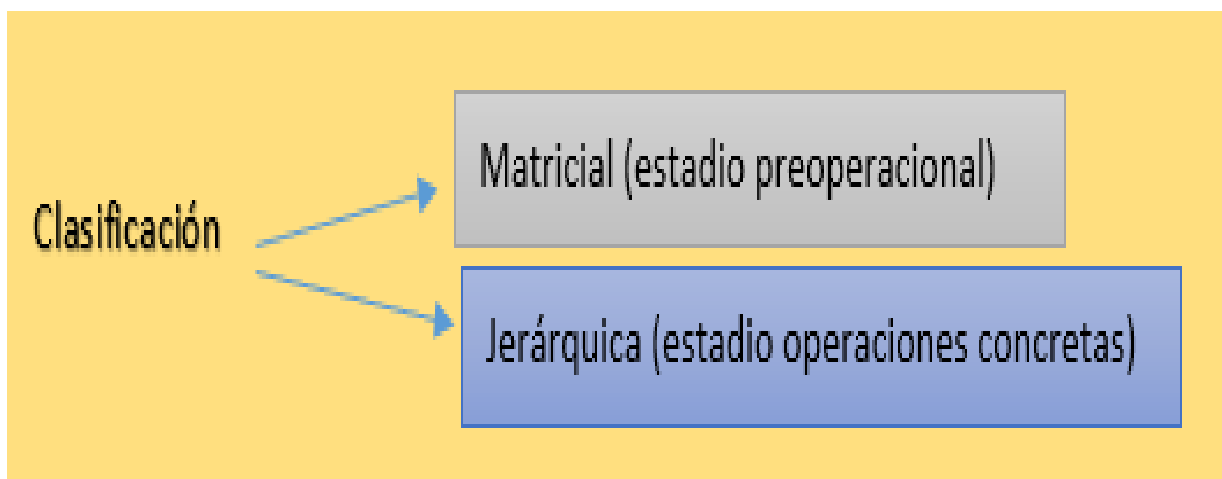 Clasificación
Matricial (estadio preoperacional)
Jerárquica (estadio operaciones concretas)